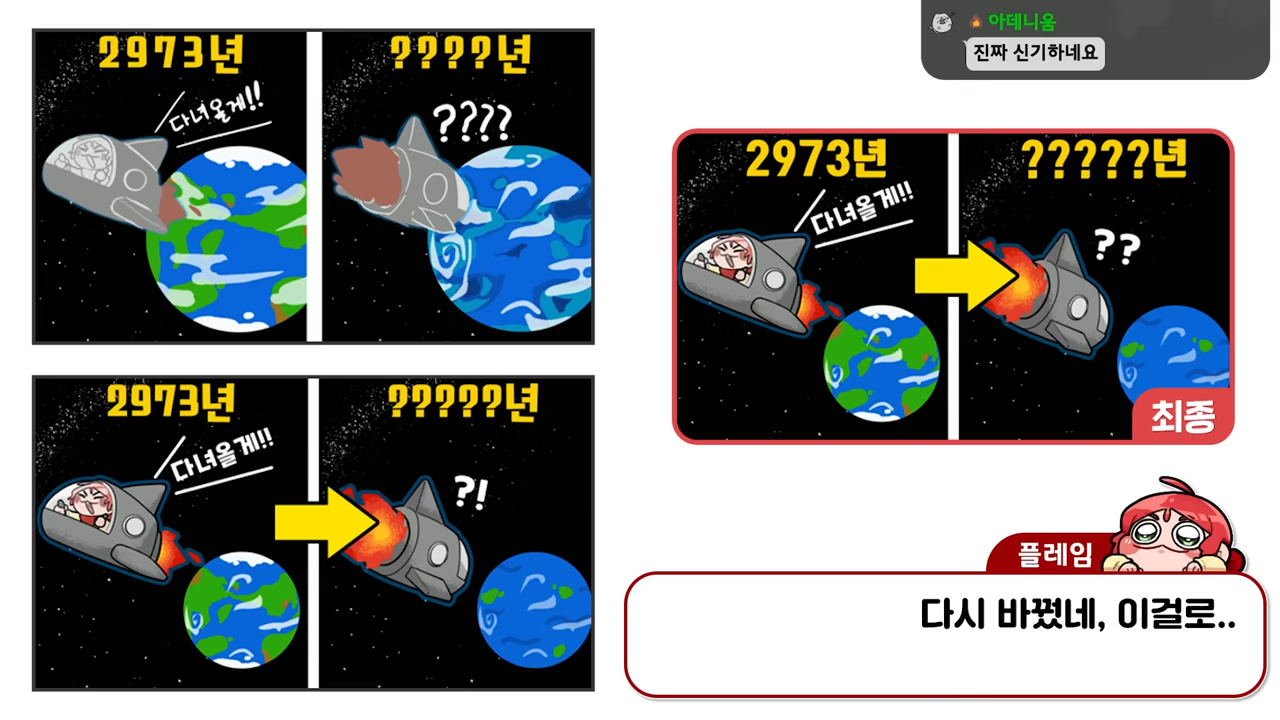 2973년
????년
다녀올게!!
????
2973년
?????년
다녀올게!!
?!
아데니움
진짜 신기하네요
2973년
?????년
다녀올게!!
??
최종
플레임
다시 바꿨네, 이걸로..